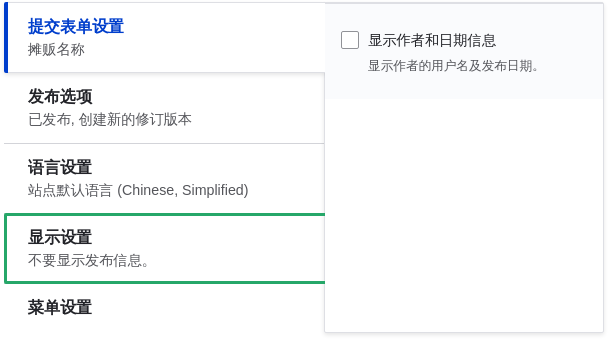 提交表单设置
摊贩名称
发布选项
已发布, 创建新的修订版本
语言设置
站点默认语言 (Chinese, Simplified)
显示设置
不要显示发布信息。
菜单设置
显示作者和日期信息
显示作者的用户名及发布日期。